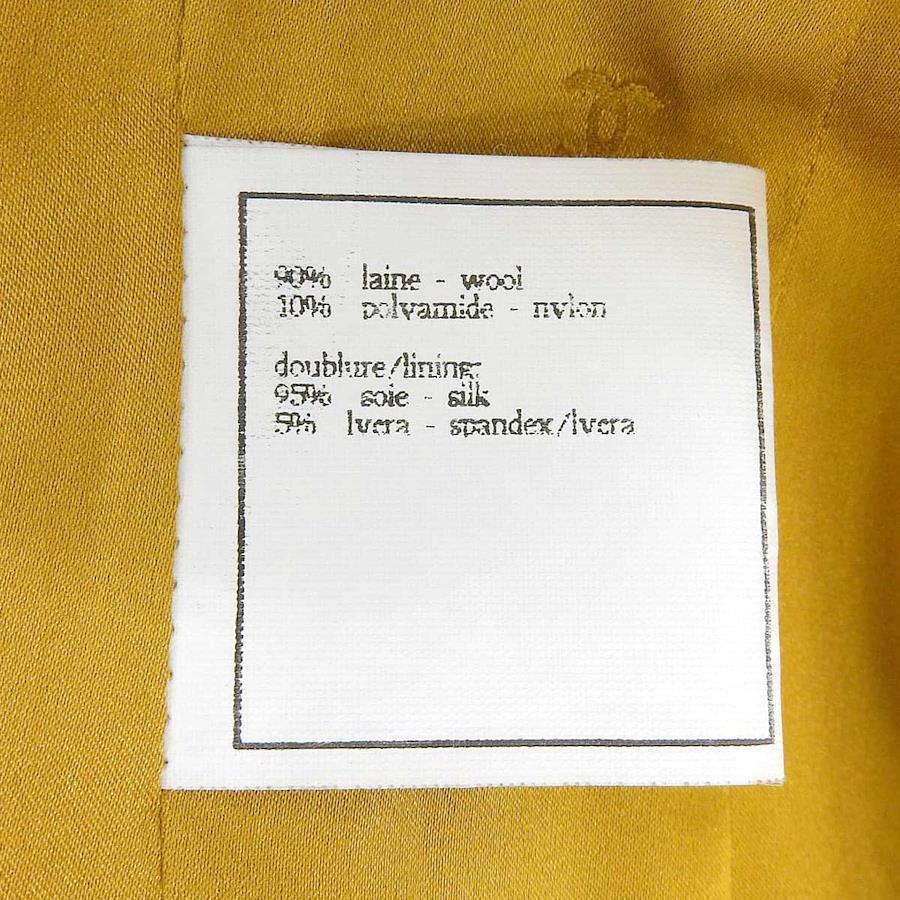 90% laine - wool
10% polyamide - nylon
doublure/lining:
95% soie - silk
5% lycra - spandex/lycra